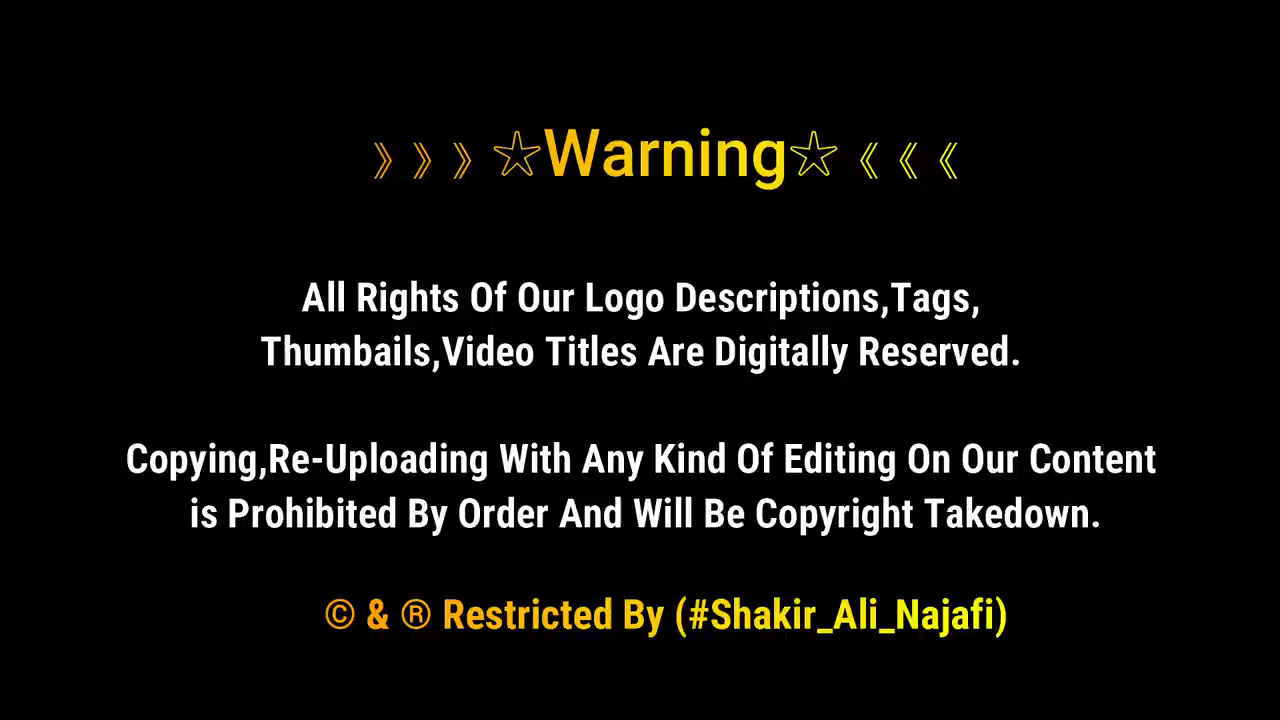 》》》☆Warning☆《《《
All Rights Of Our Logo Descriptions,Tags,
Thumbails,Video Titles Are Digitally Reserved.
Copying,Re-Uploading With Any Kind Of Editing On Our Content
is Prohibited By Order And Will Be Copyright Takedown.
© & ® Restricted By (#Shakir_Ali_Najafi)